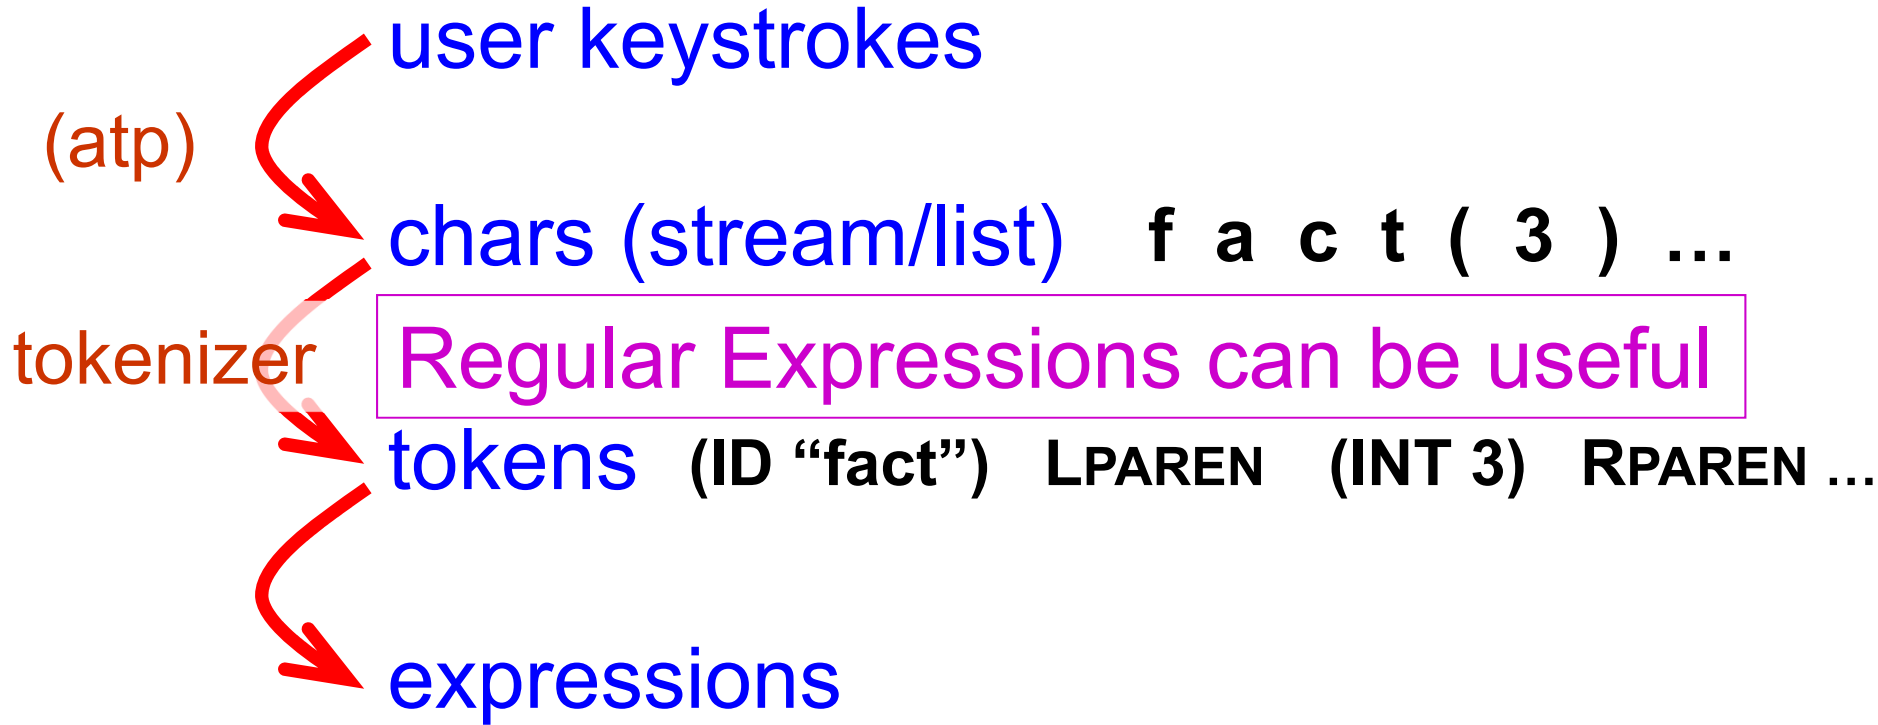 user keystrokes
(atp)
chars (stream/list) f a c t ( 3 ) …
tokenizer Regular Expressions can be useful
tokens (ID “fact”) LPAREN (INT 3) RPAREN …
expressions